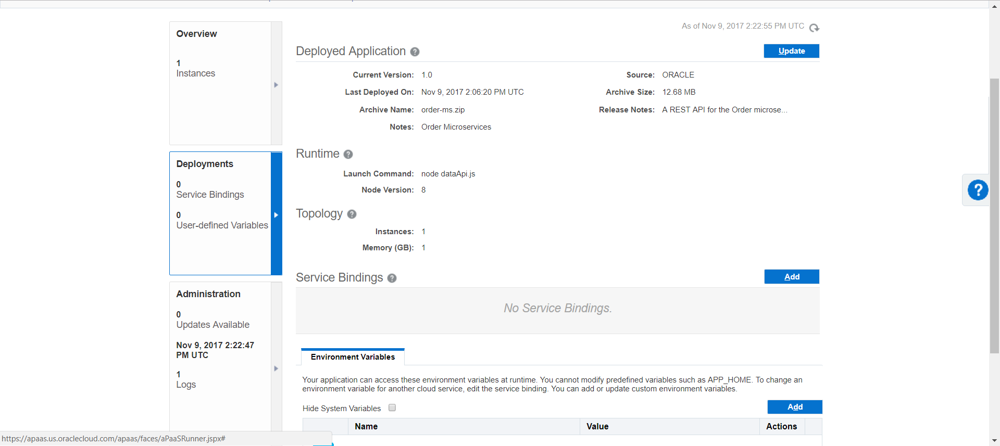 As of Nov 9, 2017 2:22:55 PM UTC
Overview
1
Instances
Deployments
0
Service Bindings
0
User-defined Variables
Administration
0
Updates Available
Nov 9, 2017 2:22:47
PM UTC
1
Logs
Deployed Application ?
Update
Current Version: 1.0
Source: ORACLE
Last Deployed On: Nov 9, 2017 2:06:20 PM UTC
Archive Size: 12.68 MB
Archive Name: order-ms.zip
Release Notes: A REST API for the Order microse...
Notes: Order Microservices
Runtime ?
Launch Command: node dataApi.js
Node Version: 8
Topology ?
Instances: 1
Memory (GB): 1
Service Bindings ?
Add
No Service Bindings.
Environment Variables
Your application can access these environment variables at runtime. You cannot modify predefined variables such as APP_HOME. To change an
environment variable for another cloud service, edit the service binding. You can add or update custom environment variables.
Hide System Variables
Add
Name Value Actions
?
https://apaas.us.oraclecloud.com/apaas/faces/aPaaSRunner.jspx#